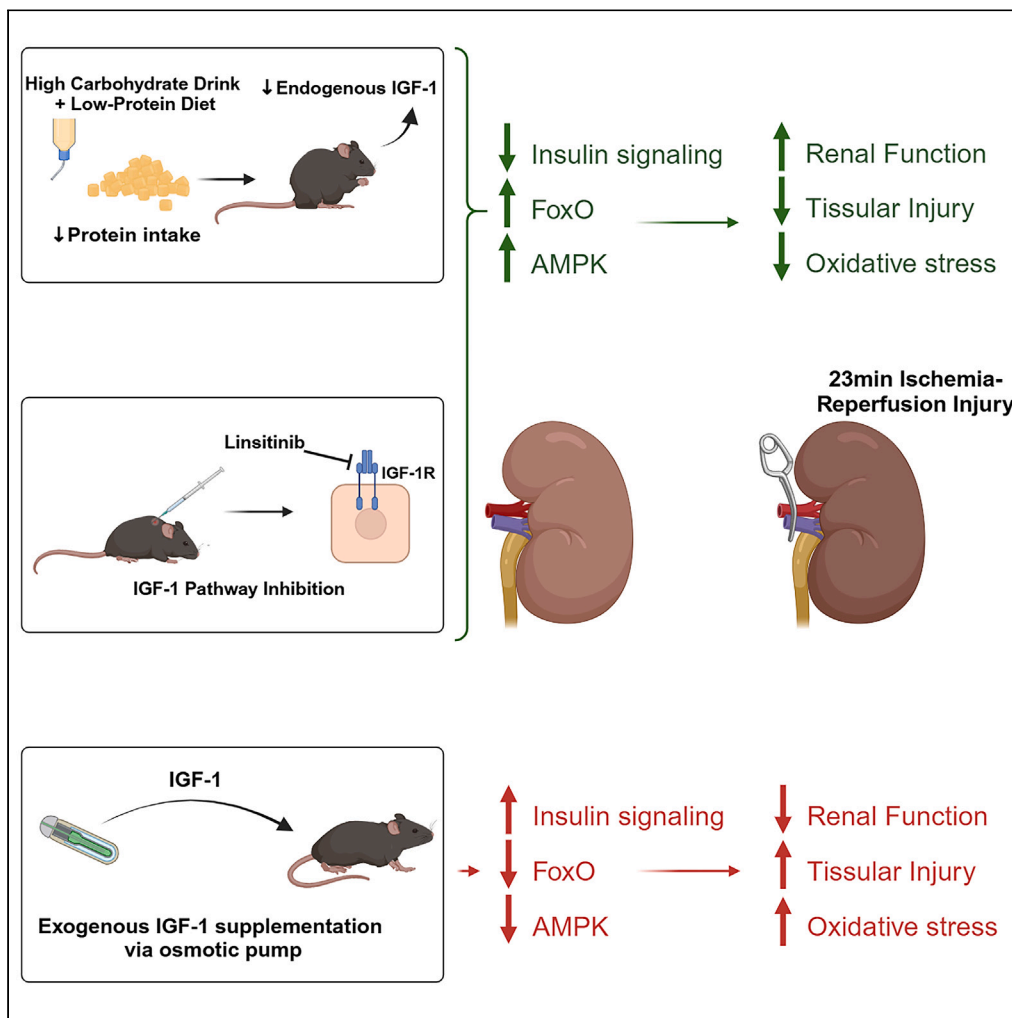 High Carbohydrate Drink
+ Low-Protein Diet
↓Protein intake
↓ Endogenous IGF-1
Insulin signaling
FoxO
AMPK
Renal Function
Tissular Injury
Oxidative stress
Linsitinib
IGF-1R
IGF-1 Pathway Inhibition
23min Ischemia-
Reperfusion Injury
IGF-1
Exogenous IGF-1 supplementation
via osmotic pump
Insulin signaling
FoxO
AMPK
Renal Function
Tissular Injury
Oxidative stress